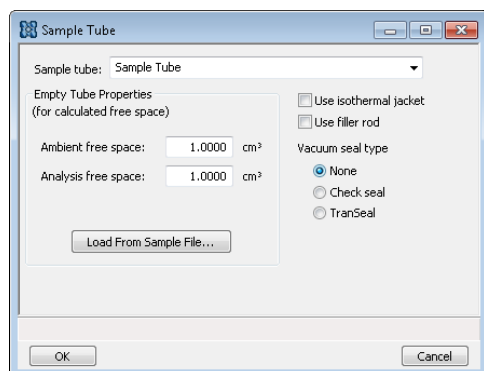 Sample Tube
Sample tube: Sample Tube
Empty Tube Properties
(for calculated free space)
Ambient free space: 1.0000 cm³
Analysis free space: 1.0000 cm³
Load From Sample File...
Use isothermal jacket
Use filler rod
Vacuum seal type
None
Check seal
TranSeal
OK
Cancel